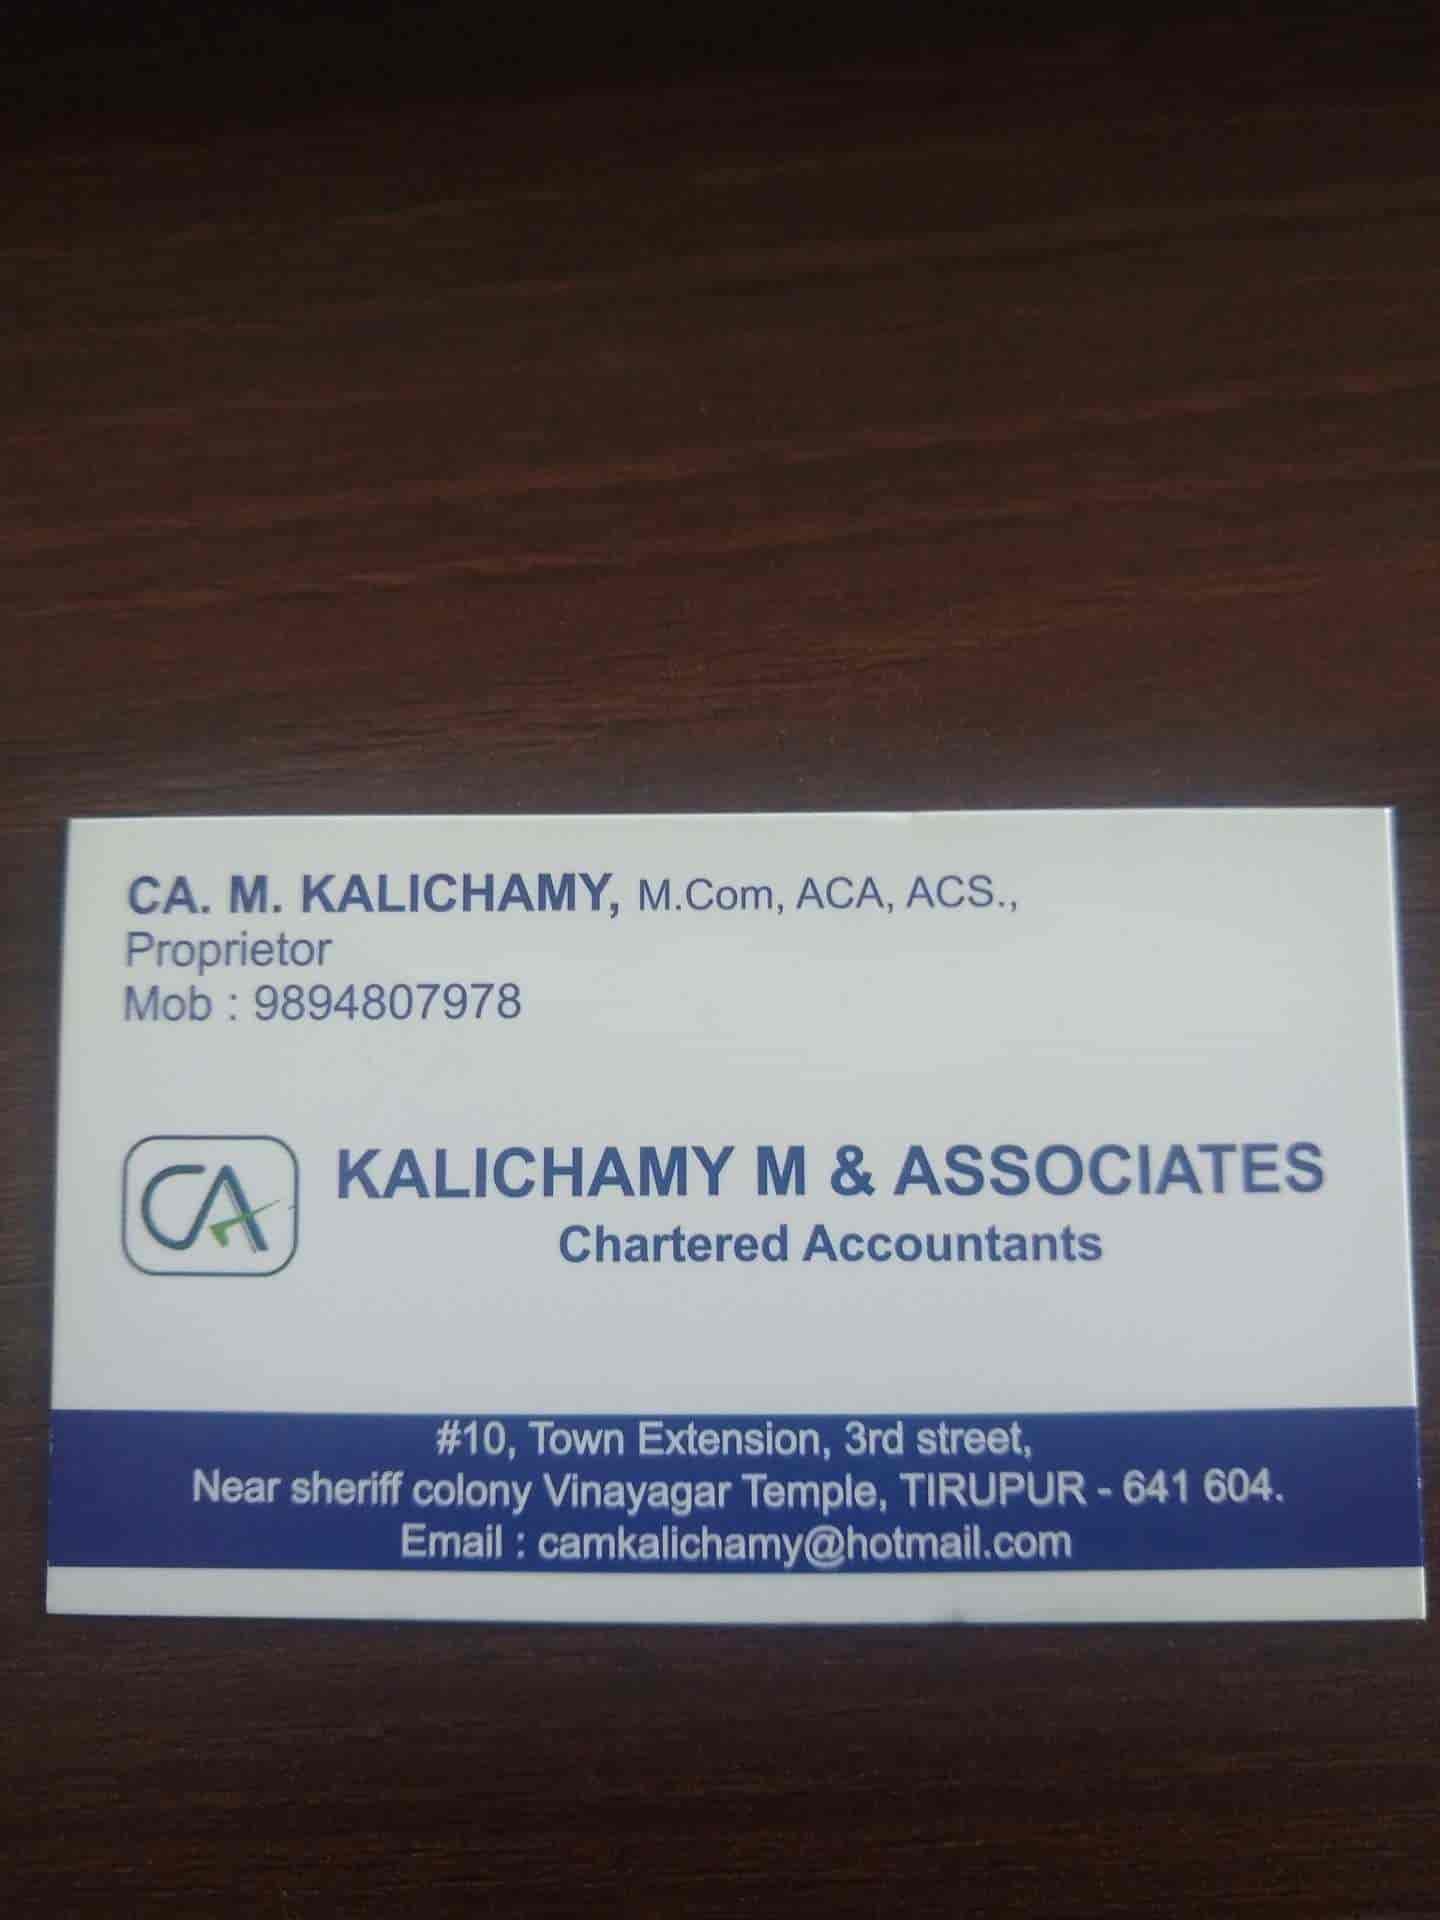 CA. M. KALICHAMY, M.Com, ACA, ACS.,
Proprietor
Mob : 9894807978
CA
KALICHAMY M & ASSOCIATES
Chartered Accountants
#10, Town Extension, 3rd street,
Near sheriff colony Vinayagar Temple, TIRUPUR - 641 604.
Email : camkalichamy@hotmail.com